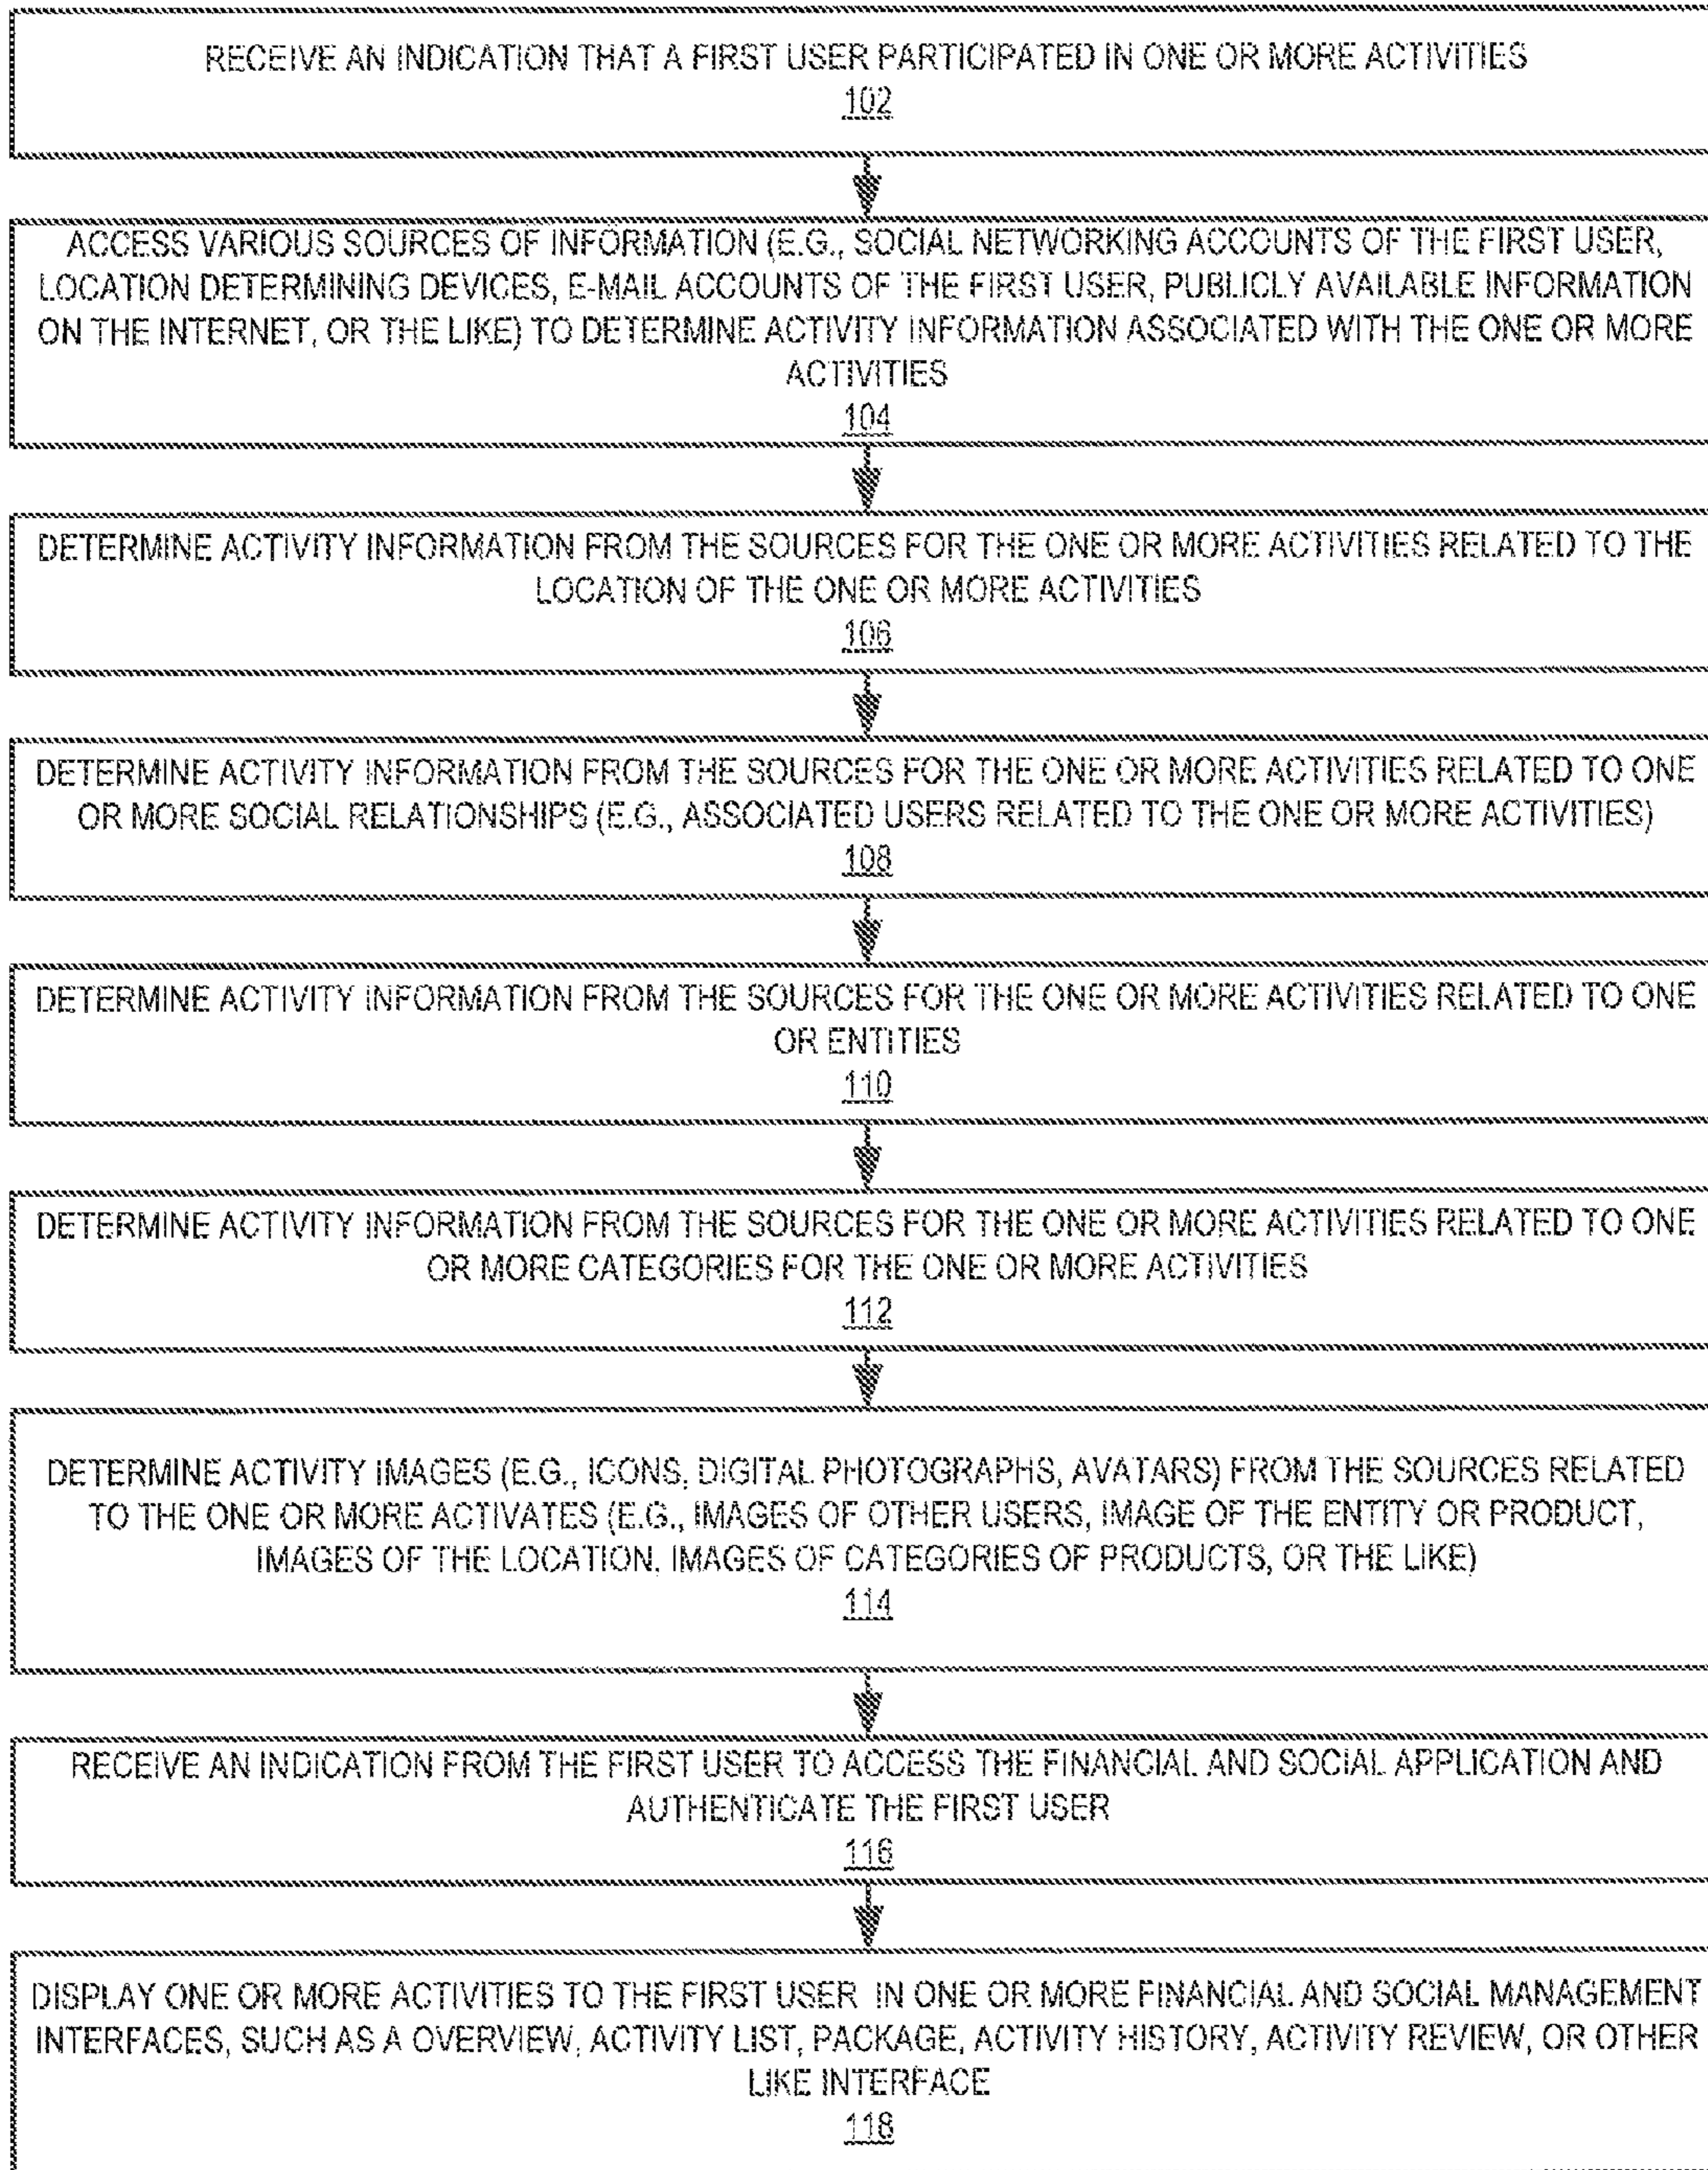 RECEIVE AN INDICATION THAT A FIRST USER PARTICIPATED IN ONE OR MORE ACTIVITIES
102
ACCESS VARIOUS SOURCES OF INFORMATION (E.G., SOCIAL NETWORKING ACCOUNTS OF THE FIRST USER,
LOCATION DETERMINING DEVICES, E-MAIL ACCOUNTS OF THE FIRST USER, PUBLICLY AVAILABLE INFORMATION
ON THE INTERNET, OR THE LIKE) TO DETERMINE ACTIVITY INFORMATION ASSOCIATED WITH THE ONE OR MORE
ACTIVITIES
104
DETERMINE ACTIVITY INFORMATION FROM THE SOURCES FOR THE ONE OR MORE ACTIVITIES RELATED TO THE
LOCATION OF THE ONE OR MORE ACTIVITIES
106
DETERMINE ACTIVITY INFORMATION FROM THE SOURCES FOR THE ONE OR MORE ACTIVITIES RELATED TO ONE
OR MORE SOCIAL RELATIONSHIPS (E.G., ASSOCIATED USERS RELATED TO THE ONE OR MORE ACTIVITIES)
108
DETERMINE ACTIVITY INFORMATION FROM THE SOURCES FOR THE ONE OR MORE ACTIVITIES RELATED TO ONE
OR ENTITIES
110
DETERMINE ACTIVITY INFORMATION FROM THE SOURCES FOR THE ONE OR MORE ACTIVITIES RELATED TO ONE
OR MORE CATEGORIES FOR THE ONE OR MORE ACTIVITIES
112
DETERMINE ACTIVITY IMAGES (E.G., ICONS, DIGITAL PHOTOGRAPHS, AVATARS) FROM THE SOURCES RELATED
TO THE ONE OR MORE ACTIVATES (E.G., IMAGES OF OTHER USERS, IMAGE OF THE ENTITY OR PRODUCT,
IMAGES OF THE LOCATION, IMAGES OF CATEGORIES OF PRODUCTS, OR THE LIKE)
114
RECEIVE AN INDICATION FROM THE FIRST USER TO ACCESS THE FINANCIAL AND SOCIAL APPLICATION AND
AUTHENTICATE THE FIRST USER
116
DISPLAY ONE OR MORE ACTIVITIES TO THE FIRST USER IN ONE OR MORE FINANCIAL AND SOCIAL MANAGEMENT
INTERFACES, SUCH AS A OVERVIEW, ACTIVITY LIST, PACKAGE, ACTIVITY HISTORY, ACTIVITY REVIEW, OR OTHER
LIKE INTERFACE
118